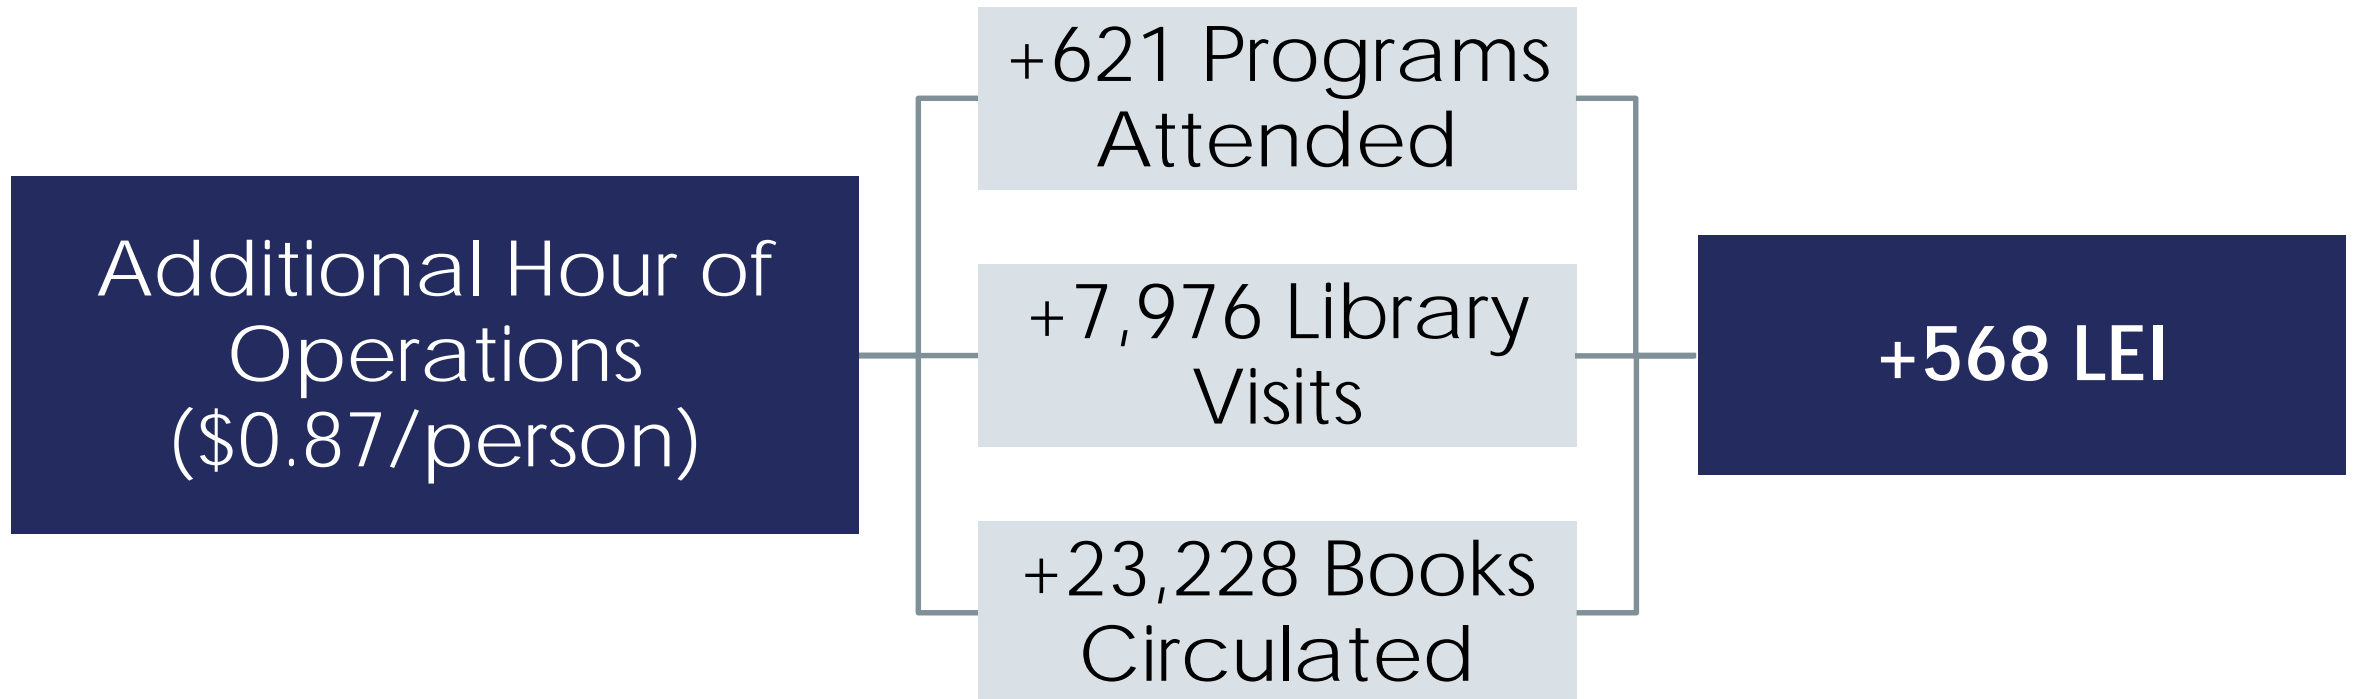 Additional Hour of
Operations
($0.87/person)
+621 Programs
Attended
+7,976 Library
Visits
+23,228 Books
Circulated
+568 LEI